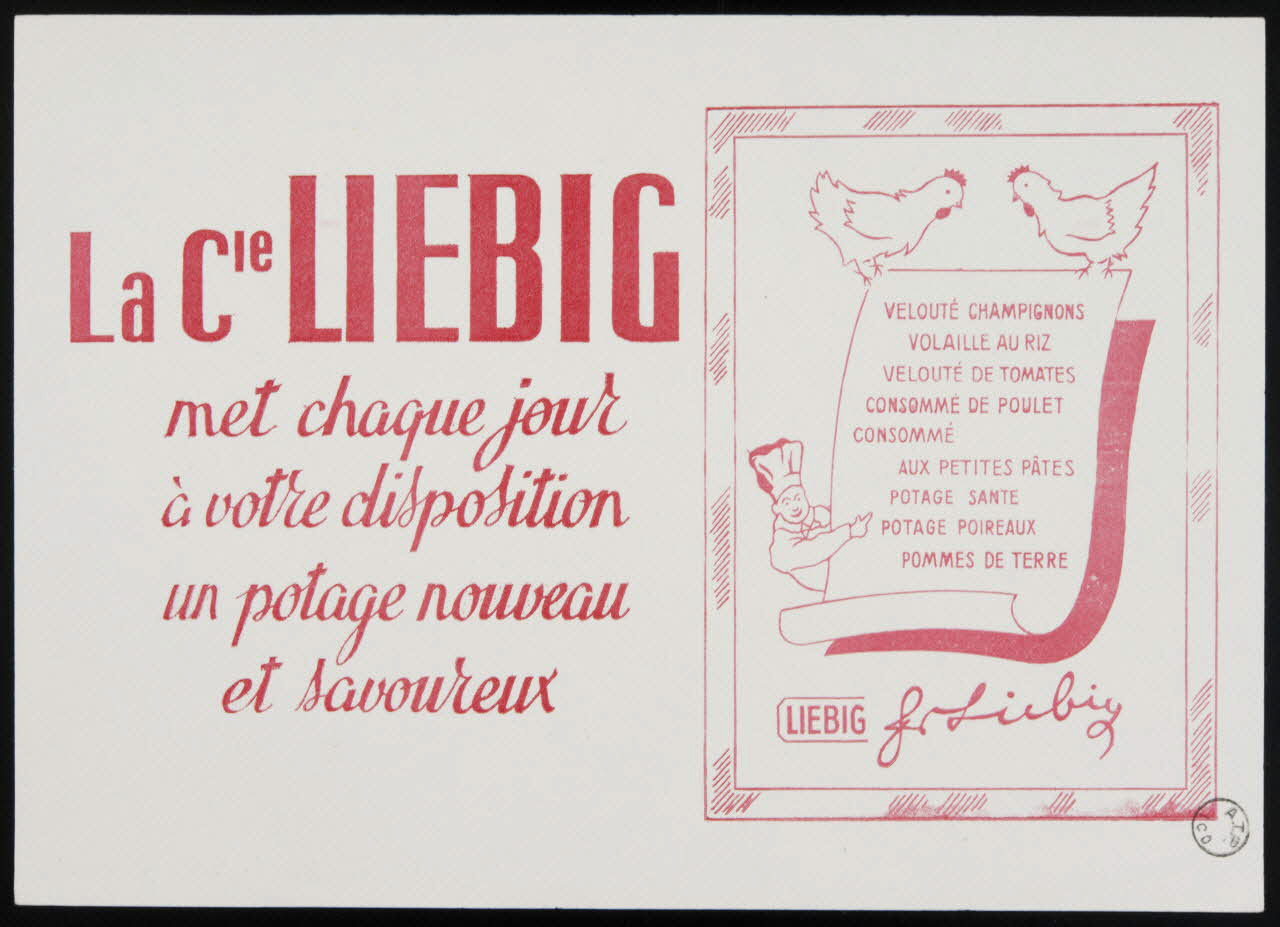 La Cie LIEBIG
met chaque jour
à votre disposition
un potage nouveau
et savoureux
VELOUTÉ CHAMPIGNONS
VOLAILLE AU RIZ
VELOUTÉ DE TOMATES
CONSOMMÉ DE POULET
CONSOMMÉ
AUX PETITES PÂTES
POTAGE SANTE
POTAGE POIREAUX
POMMES DE TERRE
LIEBIG
Liebig